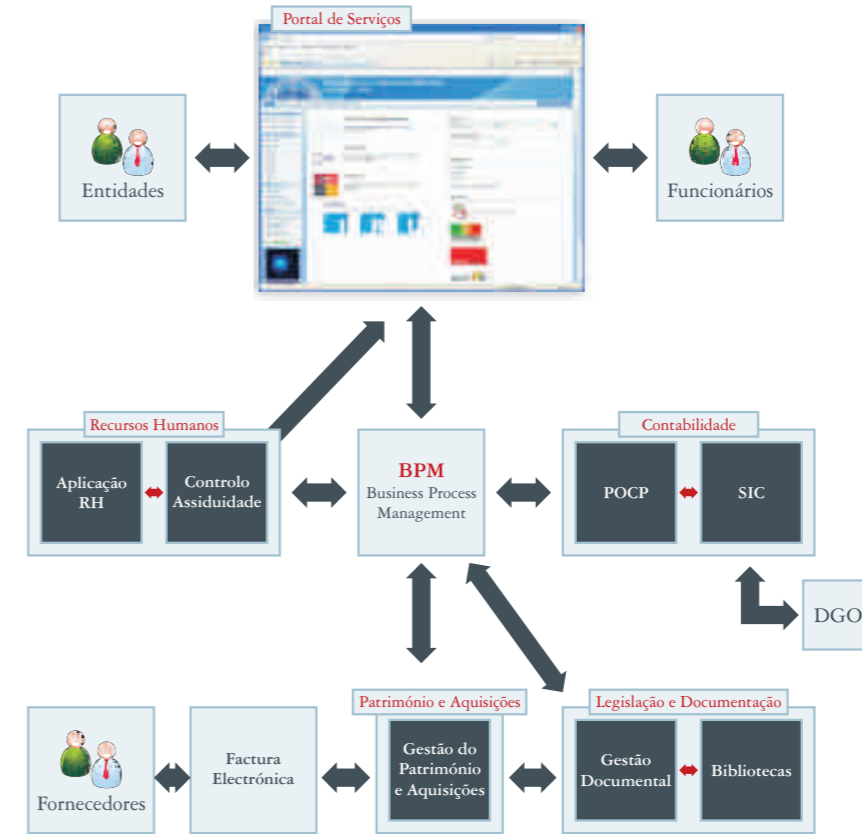 Portal de Serviços
Entidades
Funcionários
Recursos Humanos
Aplicação
RH
Controlo
Assiduidade
BPM
Business Process
Management
Contabilidade
POCP
SIC
DGO
Património e Aquisições
Gestão do
Património
e Aquisições
Legislação e Documentação
Gestão
Documental
Bibliotecas
Factura
Electrónica
Fornecedores